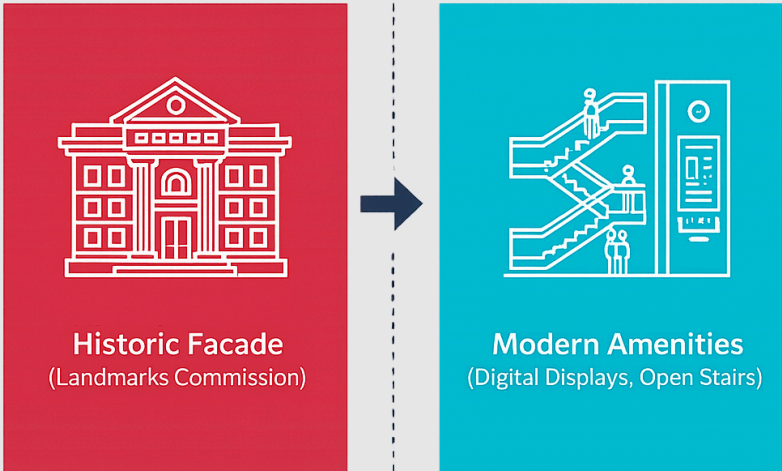 Historic Facade
(Landmarks Commission)
Modern Amenities
(Digital Displays, Open Stairs)